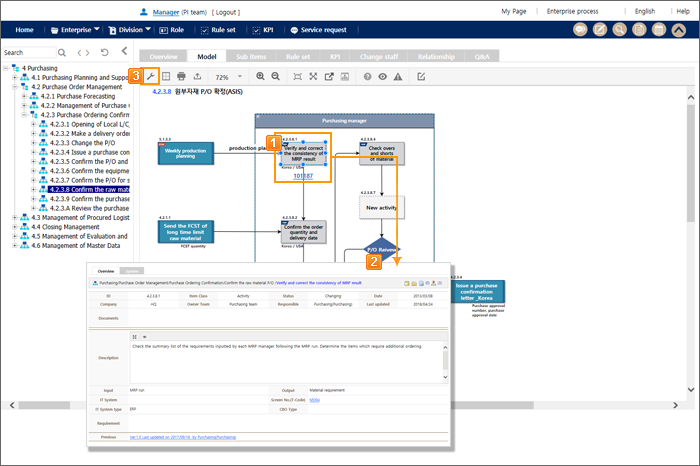 Manager (PI team) [ Logout ]
My Page Enterprise process English Help
Home Enterprise Division Role Rule set KPI Service request
Search
Overview Model Sub items Rule set KPI Change staff Relationship Q&A
3
72%
4 Purchasing
4.1 Purchasing Planning and Suppo
4.2 Purchase Order Management
4.2.1 Purchase Forecasting
4.2.2 Management of Purchase
4.2.3 Purchasing Ordering Confirm
4.2.3.1 Opening of Local L/C
4.2.3.2 Make a delivery order
4.2.3.3 Change the P/O
4.2.3.4 Issue a purchase con
4.2.3.5 Confirm the P/O and
4.2.3.6 Confirm the equipme
4.2.3.7 Confirm the P/O for s
4.2.3.8 Confirm the raw mate
4.2.3.9 Confirm the purchase
4.2.3.A Review the purchase
4.3 Management of Procured Logist
4.4 Closing Management
4.5 Management of Evaluation and
4.6 Management of Master Data
4.2.3.8 원부자재 P/O 확정(ASIS)
Purchasing manager
5.1.2.2
Weekly production planning
production pla
1
4.2.3.8.1
Verify and correct
the consistency of
MRP result
Korea / USA
101187
4.2.3.8.4
Check overs
and shorts
of material
4.2.3.8.7
New activity
4.2.1.1
Send the FCST of
long time limit
raw material
FCST quantity
4.2.3.8.2
Confirm the order
quantity and
delivery date
Korea / USA
P/O Reivew
2
4.2.3.4
Issue a purchase
confirmation
letter _Korea
Purchase approval
number, purchase
approval date
Overview
Purchasing/Purchase Order Management/Purchase Ordering Confirmation/Confirm the raw material P/O /Verify and correct the consistency of MRP result
ID 4.2.3.8.1 Item Class Activity Status Changing Date 2013/03/08
Company HQ Owner Team Purchasing team Responsible Purchasing(Purchasing) Last updated 2018/04/24
Documents
Description
Check the summary list of the requirements inputted by each MRP manager following the MRP run. Determine the items which require additional ordering
Input MRP run Output Material requirement
IT System Screen No.(T-Code) MD04
IT System Type ERP CBO Type
Requirement
Previous ver 1.0 Last updated on 2017/08/18 by Purchasing(Purchasing)